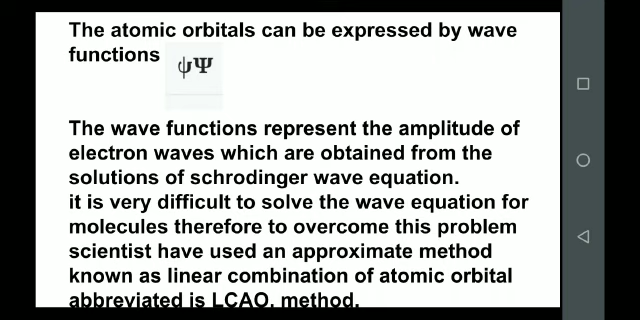 The atomic orbitals can be expressed by wave
functions ψΨ
The wave functions represent the amplitude of
electron waves which are obtained from the
solutions of schrodinger wave equation.
it is very difficult to solve the wave equation for
molecules therefore to overcome this problem
scientist have used an approximate method
known as linear combination of atomic orbital
abbreviated is LCAO, method.